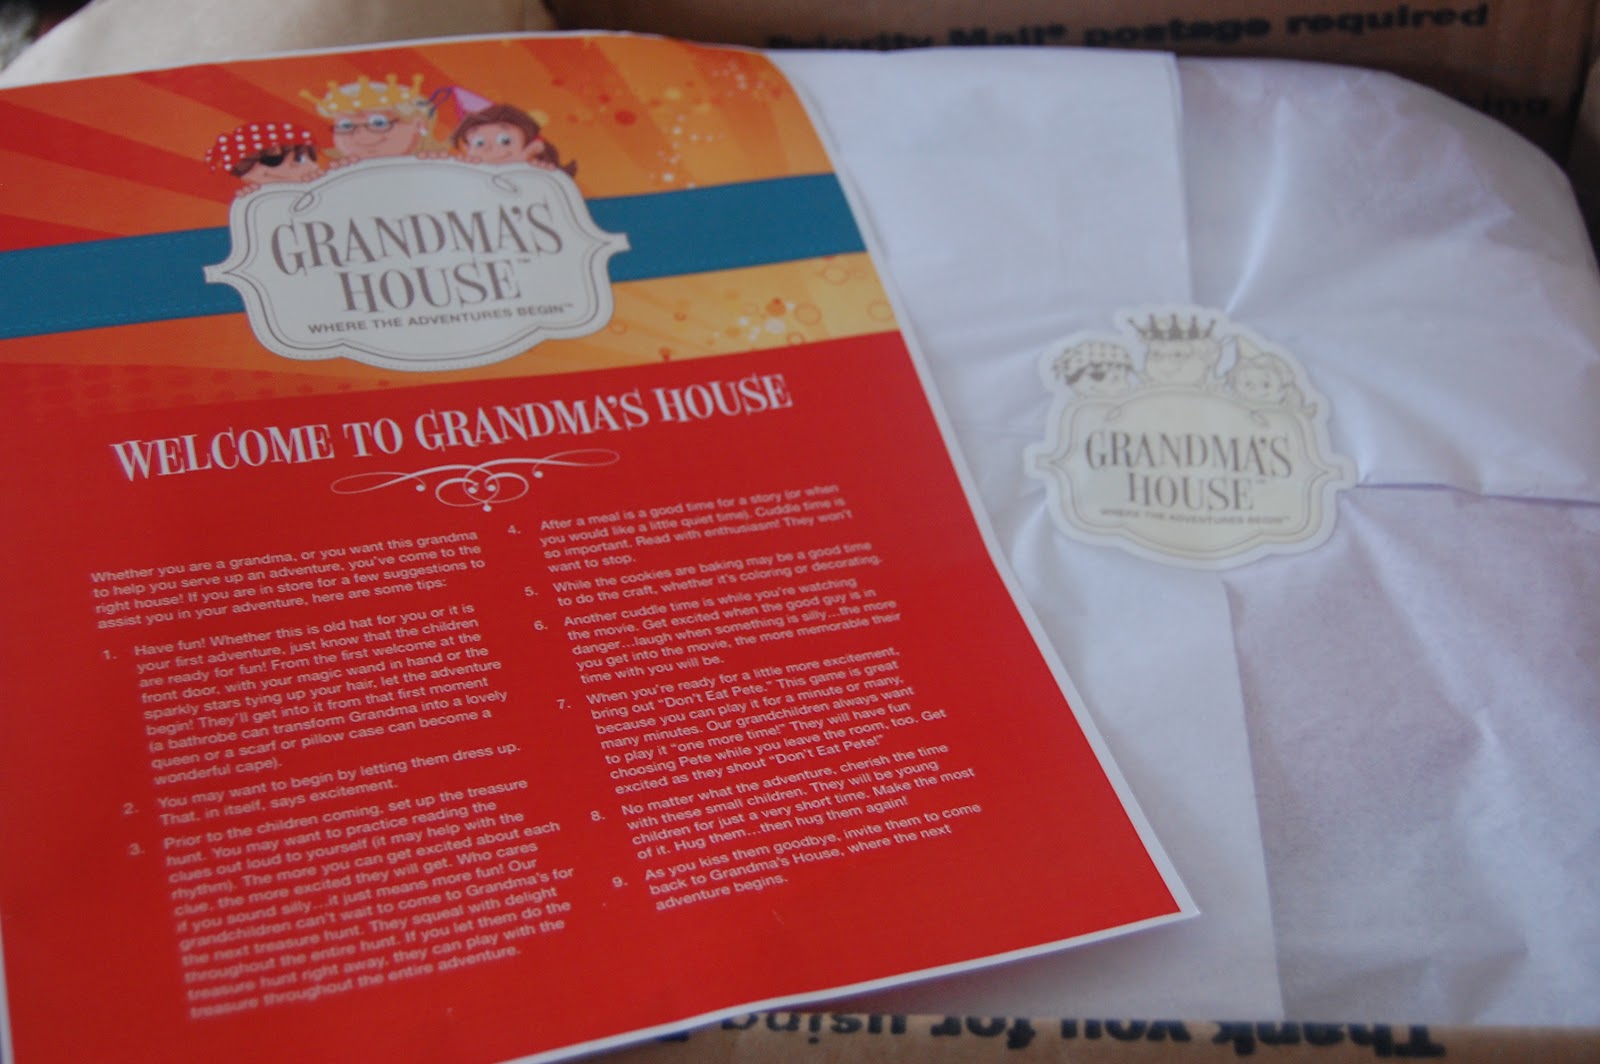 Priority Mail® postage required
GRANDMA'S
HOUSE™
WHERE THE ADVENTURES BEGIN™
WELCOME TO GRANDMA'S HOUSE
Whether you are a grandma, or you want this grandma
to help you serve up an adventure, you've come to the
right house! If you are in store for a few suggestions to
assist you in your adventure, here are some tips:
1. Have fun! Whether this is old hat for you or it is
your first adventure, just know that the children
are ready for fun! From the first welcome at the
front door, with your magic wand in hand or the
sparkly stars tying up your hair, let the adventure
begin! They'll get into it from that first moment
(a bathrobe can transform Grandma into a lovely
queen or a scarf or pillow case can become a
wonderful cape).
2. You may want to begin by letting them dress up.
That, in itself, says excitement.
3. Prior to the children coming, set up the treasure
hunt. You may want to practice reading the
clues out loud to yourself (it may help with the
rhythm). The more you can get excited about each
clue, the more excited they will get. Who cares
if you sound silly...it just means more fun! Our
grandchildren can't wait to come to Grandma's for
the next treasure hunt. They squeal with delight
throughout the entire hunt. If you let them do the
treasure hunt right away, they can play with the
treasure throughout the entire adventure.
4. After a meal is a good time for a story (or when
you would like a little quiet time). Cuddle time is
so important. Read with enthusiasm! They won't
want to stop.
5. While the cookies are baking may be a good time
to do the craft, whether it's coloring or decorating.
6. Another cuddle time is while you're watching
the movie. Get excited when the good guy is in
danger...laugh when something is silly...the more
you get into the movie, the more memorable their
time with you will be.
7. When you're ready for a little more excitement,
bring out "Don't Eat Pete." This game is great
because you can play it for a minute or many,
many minutes. Our grandchildren always want
to play it "one more time!" They will have fun
choosing Pete while you leave the room, too. Get
excited as they shout "Don't Eat Pete!"
8. No matter what the adventure, cherish the time
with these small children. They will be young
children for just a very short time. Make the most
of it. Hug them...then hug them again!
9. As you kiss them goodbye, invite them to come
back to Grandma's House, where the next
adventure begins.
GRANDMA'S
HOUSE™
WHERE THE ADVENTURES BEGIN™
Thank you for using